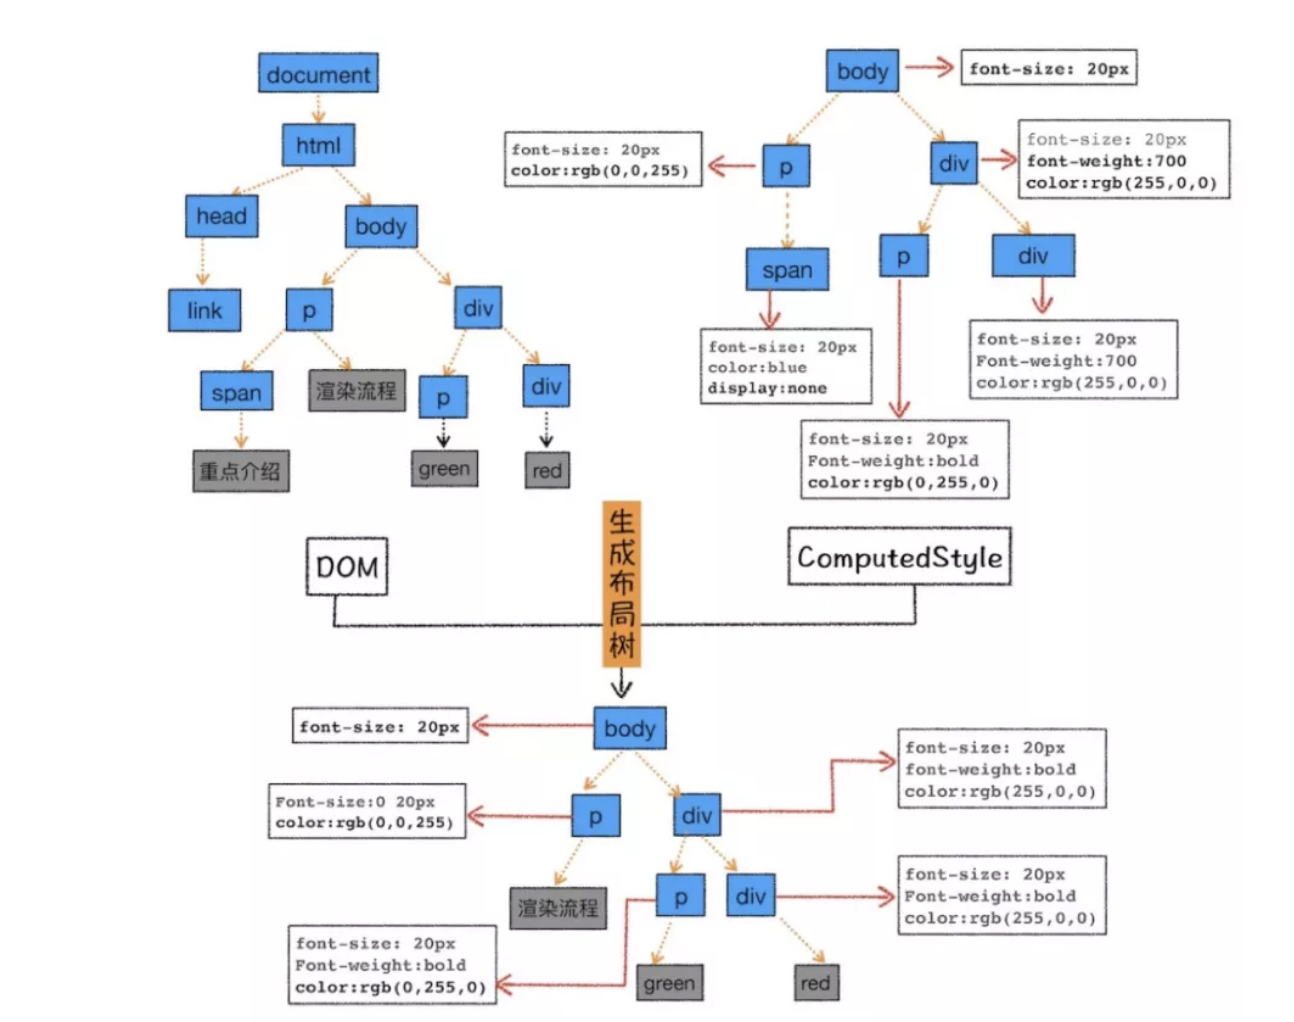 document
html
head
body
link
p
div
span
渲染流程
p
div
重点介绍
green
red
body
font-size: 20px
font-size: 20px
color:rgb(0,0,255)
p
div
font-size: 20px
font-weight:700
color:rgb(255,0,0)
span
p
div
font-size: 20px
color:blue
display:none
font-size: 20px
Font-weight:700
color:rgb(255,0,0)
font-size: 20px
Font-weight:bold
color:rgb(0,255,0)
DOM
生成布局树
ComputedStyle
font-size: 20px
body
font-size: 20px
font-weight:bold
color:rgb(255,0,0)
Font-size:0 20px
color:rgb(0,0,255)
p
div
渲染流程
p
div
font-size: 20px
Font-weight:bold
color:rgb(255,0,0)
font-size: 20px
Font-weight:bold
color:rgb(0,255,0)
green
red